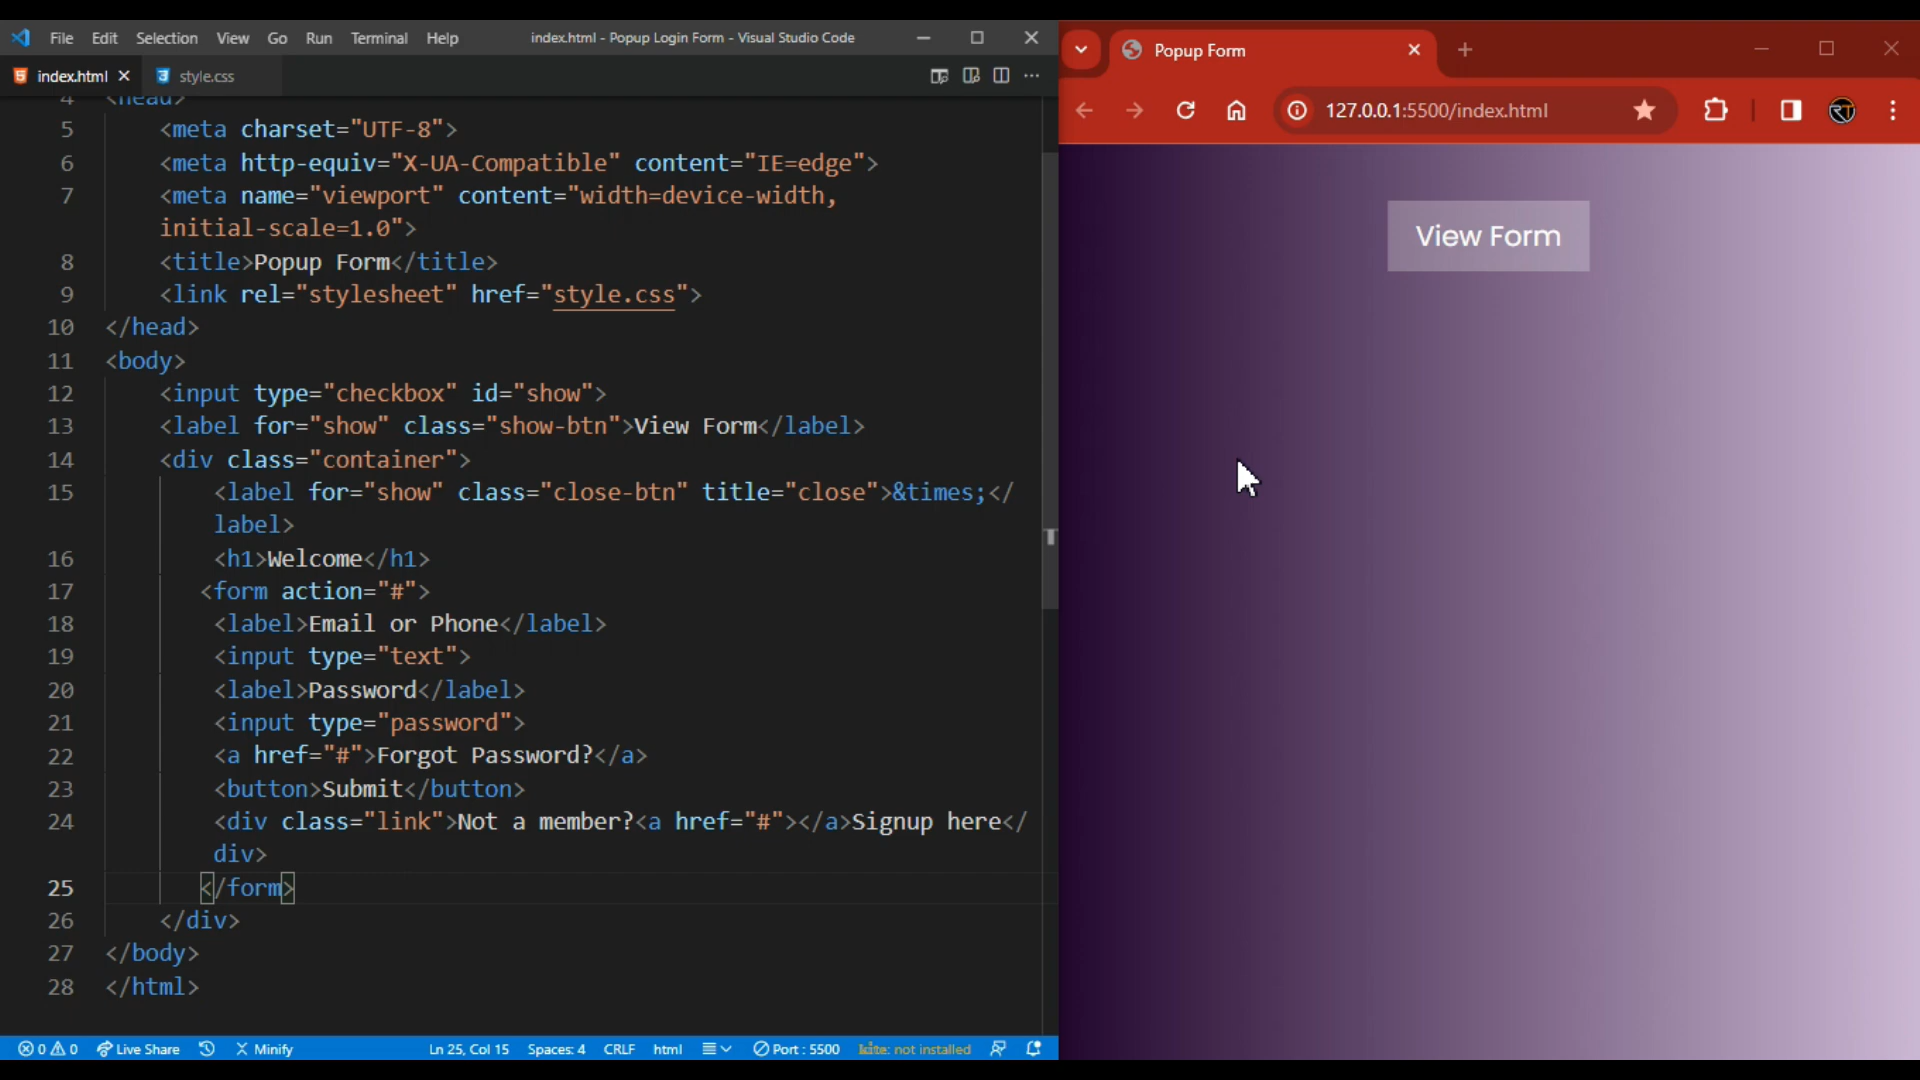 File Edit Selection View Go Run Terminal Help index.html - Popup Login Form - Visual Studio Code
index.html style.css
4 <head>
5 <meta charset="UTF-8">
6 <meta http-equiv="X-UA-Compatible" content="IE=edge">
7 <meta name="viewport" content="width=device-width,
initial-scale=1.0">
8 <title>Popup Form</title>
9 <link rel="stylesheet" href="style.css">
10 </head>
11 <body>
12 <input type="checkbox" id="show">
13 <label for="show" class="show-btn">View Form</label>
14 <div class="container">
15 <label for="show" class="close-btn" title="close">&times;</
label>
16 <h1>Welcome</h1>
17 <form action="#">
18 <label>Email or Phone</label>
19 <input type="text">
20 <label>Password</label>
21 <input type="password">
22 <a href="#">Forgot Password?</a>
23 <button>Submit</button>
24 <div class="link">Not a member?<a href="#"></a>Signup here</
div>
25 </form>
26 </div>
27 </body>
28 </html>
0 0 Live Share Minify Ln 25, Col 15 Spaces: 4 CRLF html Port : 5500 kite: not installed
Popup Form
127.0.0.1:5500/index.html
RT
View Form